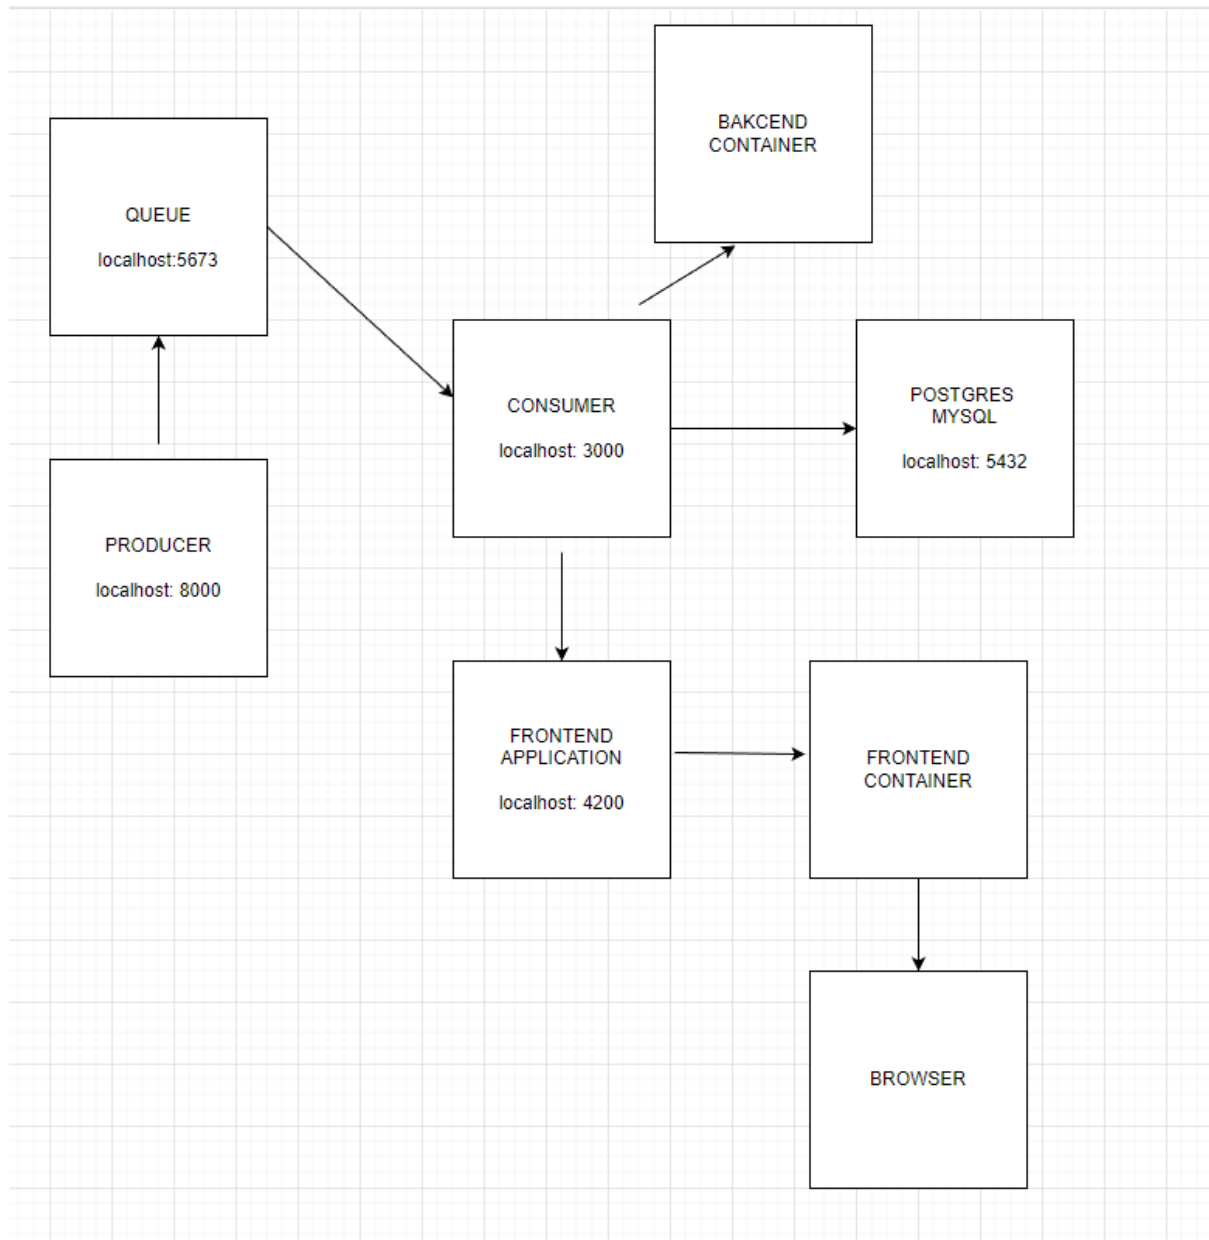 BAKCEND
CONTAINER
QUEUE
localhost:5673
CONSUMER
localhost: 3000
POSTGRES
MYSQL
localhost: 5432
PRODUCER
localhost: 8000
FRONTEND
APPLICATION
localhost: 4200
FRONTEND
CONTAINER
BROWSER